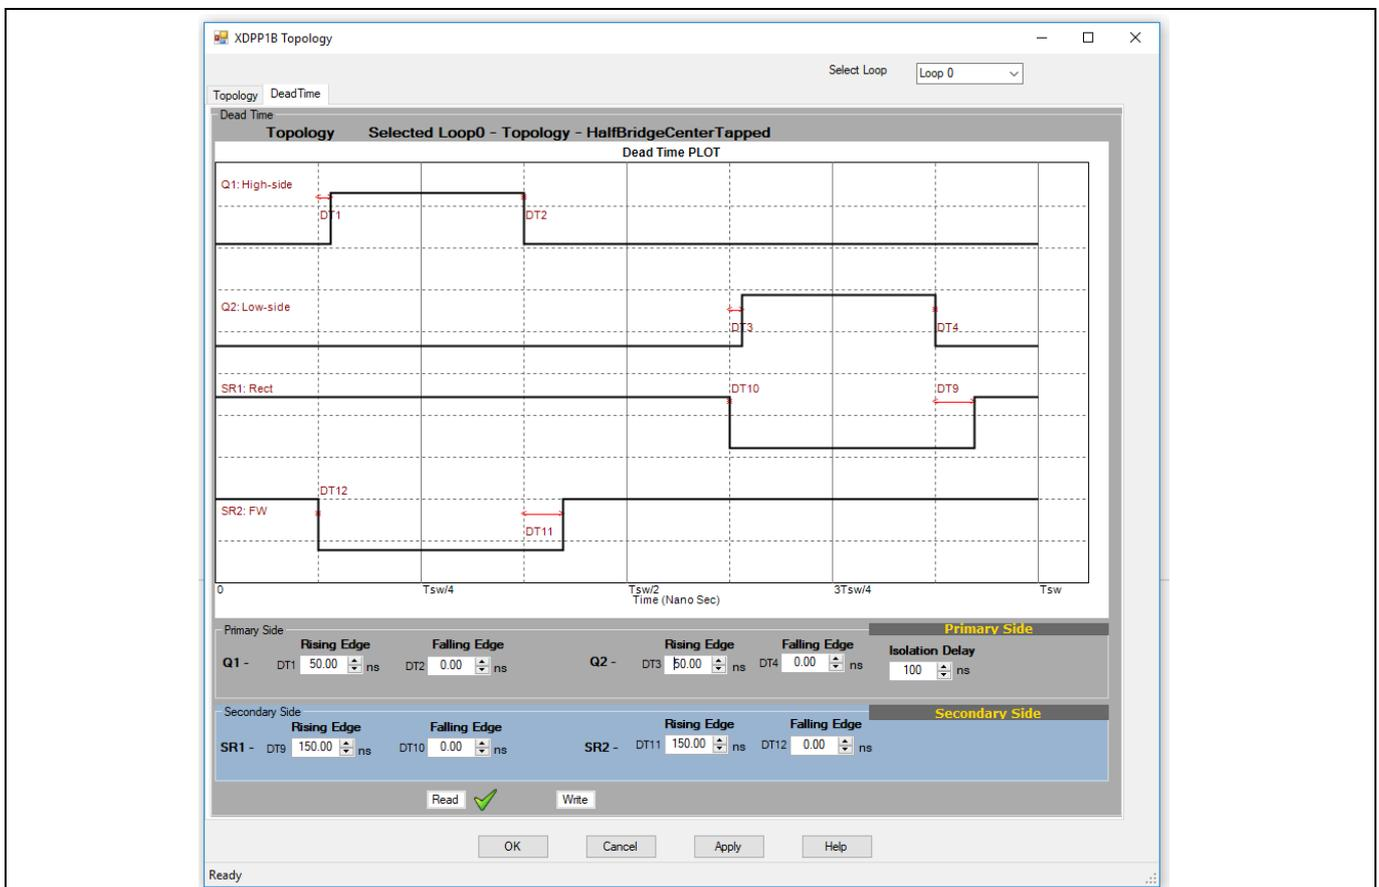 XDPP1B Topology
Select Loop Loop 0
Topology DeadTime
Dead Time
Topology Selected Loop0 - Topology - HalfBridgeCenterTapped
Dead Time PLOT
Q1: High-side
DT1 DT2
Q2: Low-side
DT3 DT4
SR1: Rect DT10 DT9
DT12
SR2: FW
DT11
0 Tsw/4 Tsw/2 3Tsw/4 Tsw
Time (Nano Sec)
Primary Side Primary Side
Rising Edge Falling Edge Rising Edge Falling Edge Isolation Delay
Q1 - DT1 50.00 ns DT2 0.00 ns Q2 - DT3 50.00 ns DT4 0.00 ns 100 ns
Secondary Side Secondary Side
Rising Edge Falling Edge Rising Edge Falling Edge
SR1 - DT9 150.00 ns DT10 0.00 ns SR2 - DT11 150.00 ns DT12 0.00 ns
Read Write
OK Cancel Apply Help
Ready